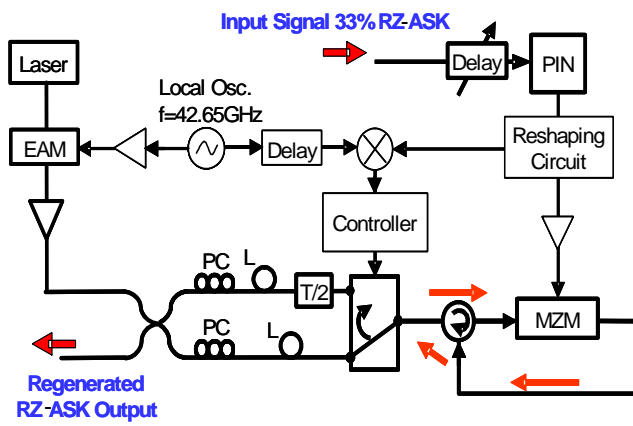 Input Signal 33% RZ-ASK
Laser
Delay
PIN
Local Osc.
f=42.65GHz
EAM
Delay
Reshaping
Circuit
Controller
PC
L
T/2
PC
L
MZM
Regenerated
RZ-ASK Output